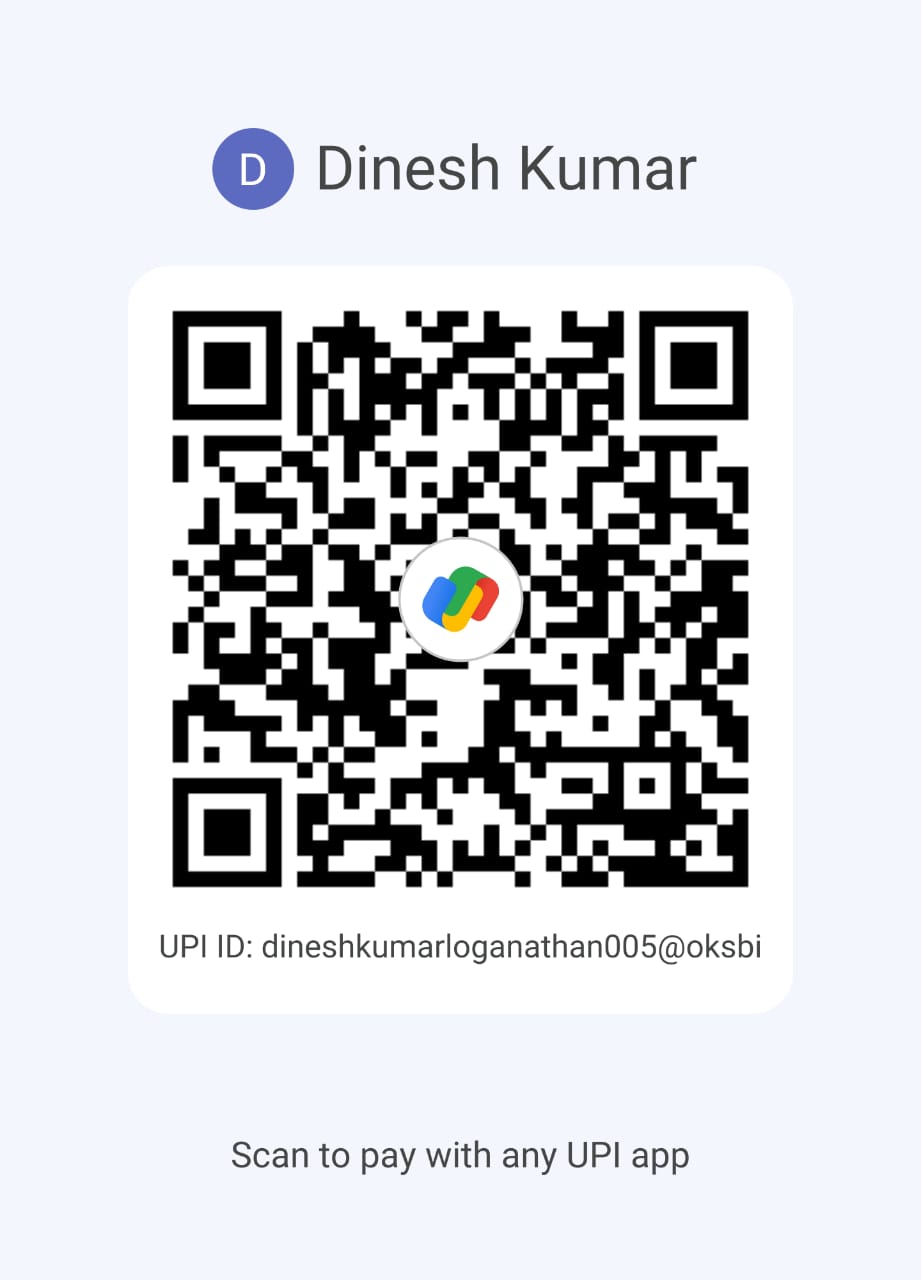 D Dinesh Kumar
UPI ID: dineshkumarloganathan005@oksbi
Scan to pay with any UPI app